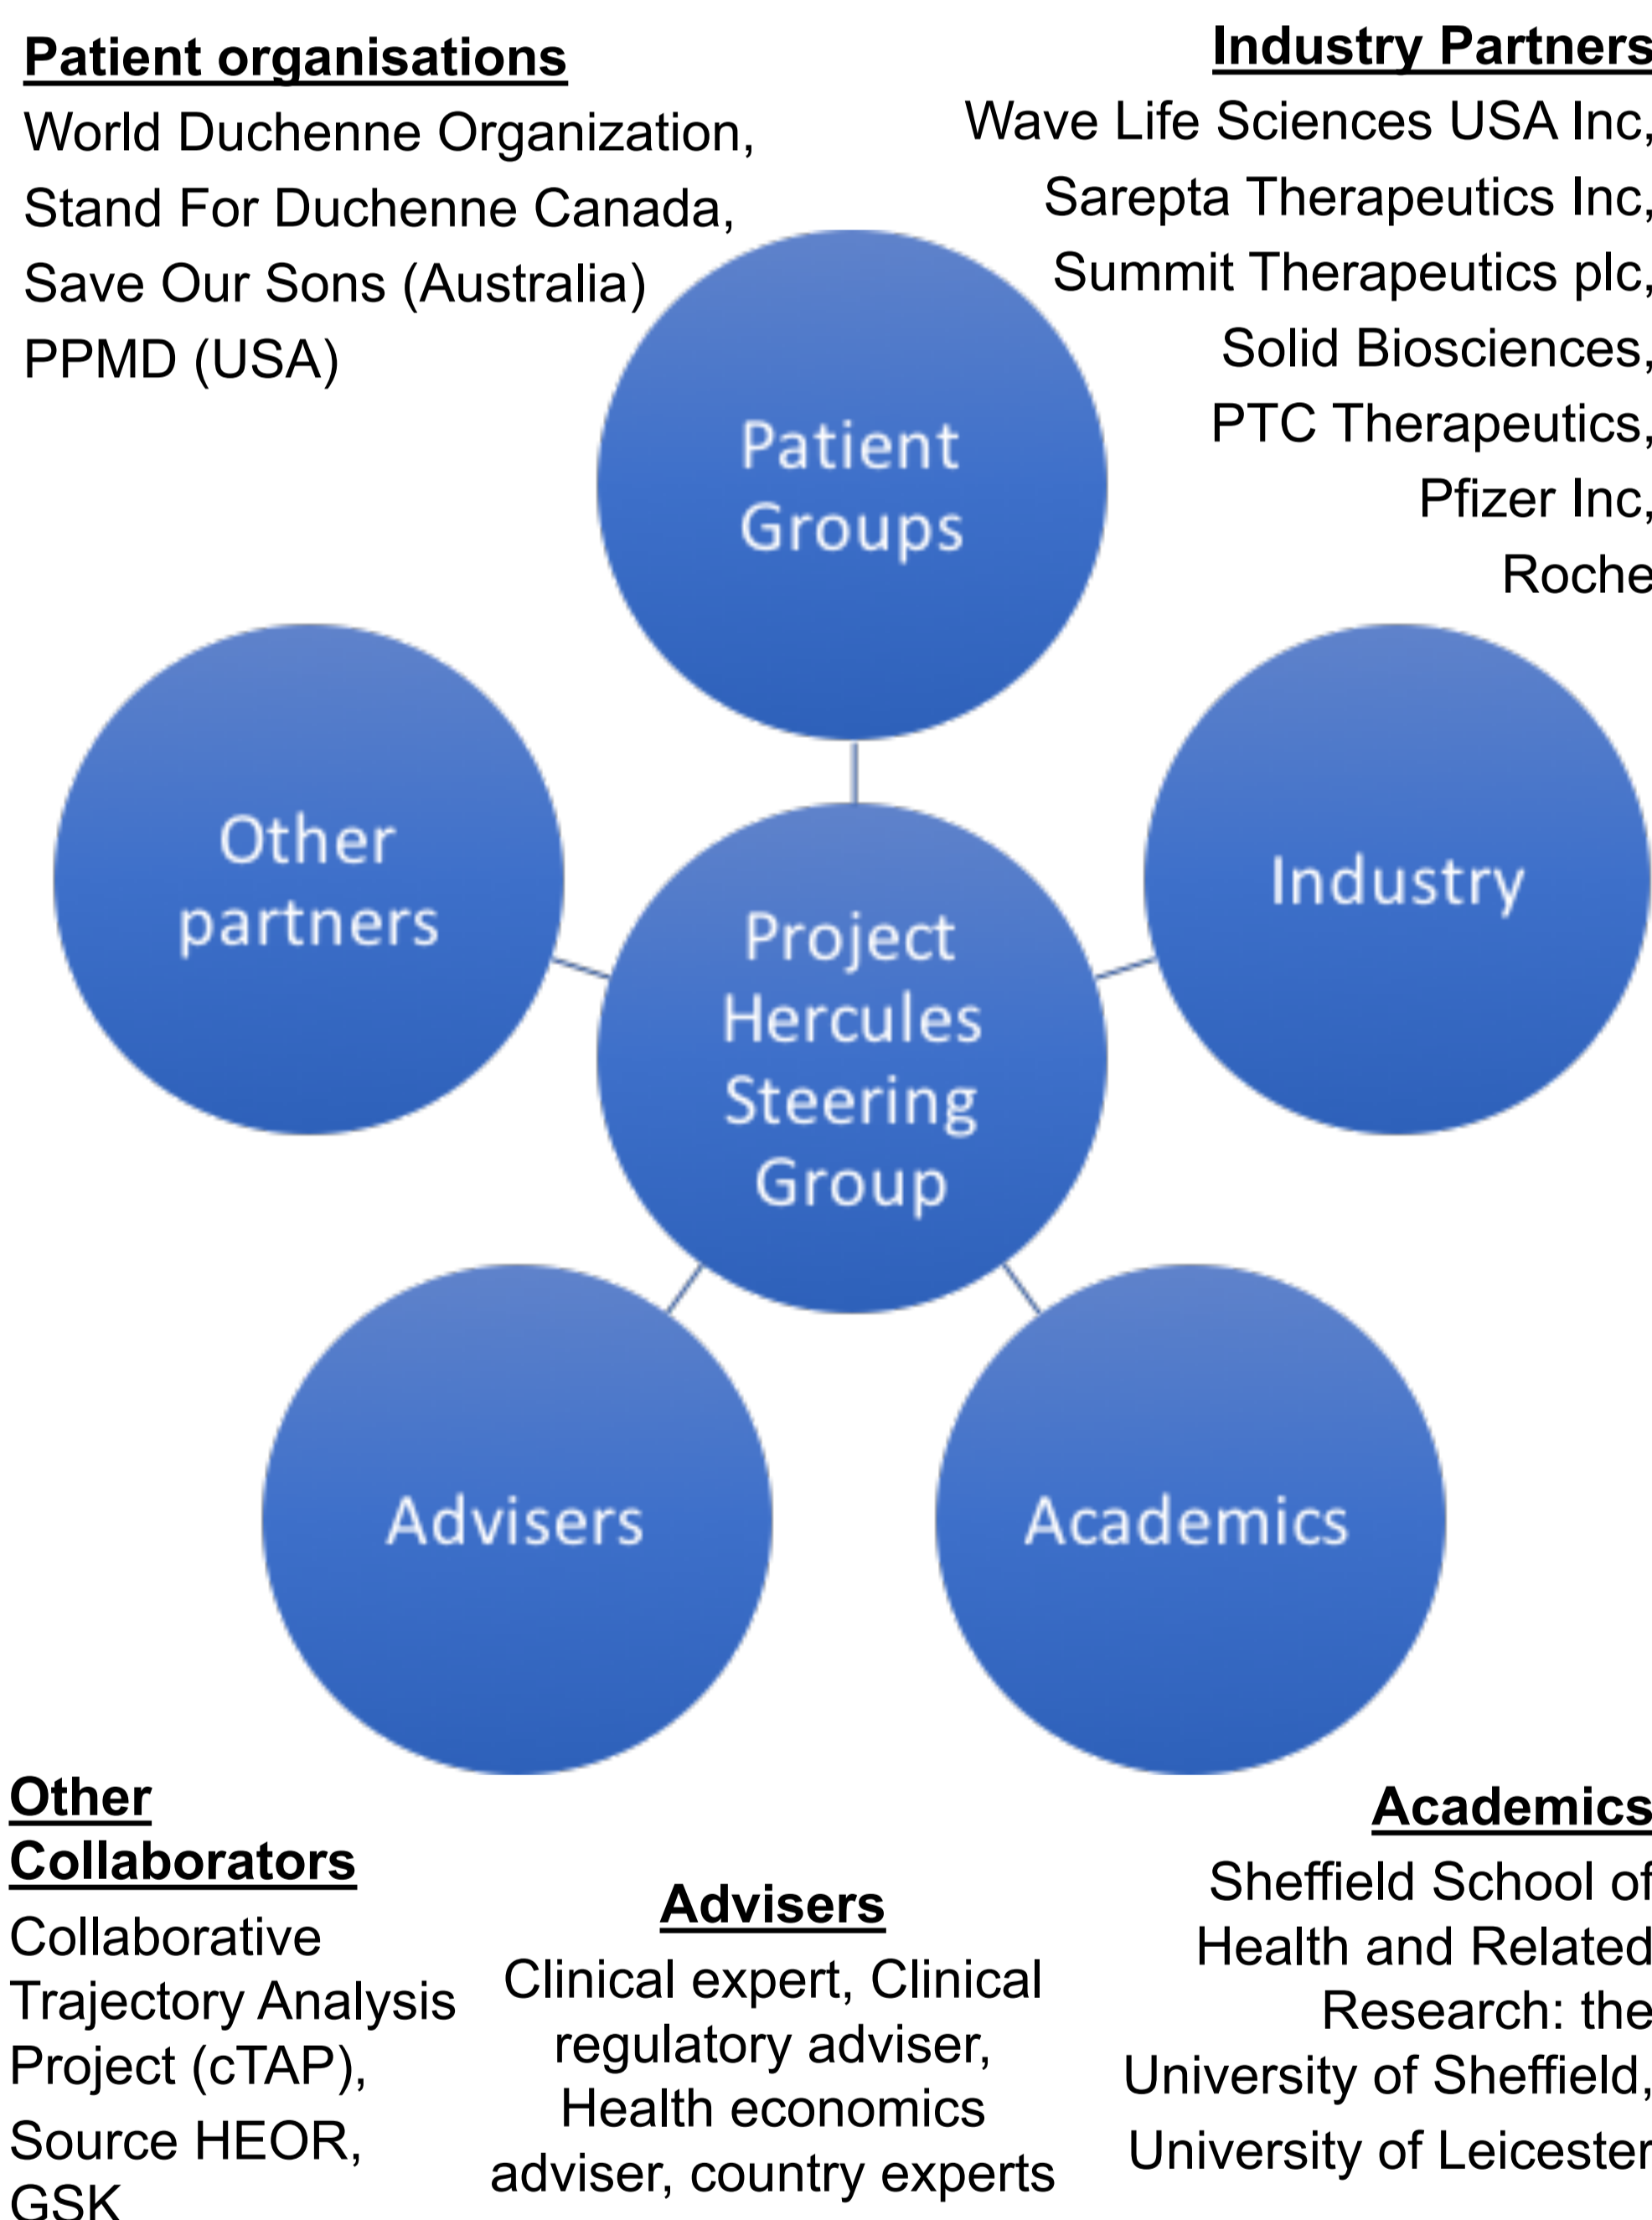 Patient organisations
World Duchenne Organization,
Stand For Duchenne Canada,
Save Our Sons (Australia)
PPMD (USA)
Industry Partners
Wave Life Sciences USA Inc,
Sarepta Therapeutics Inc,
Summit Therapeutics plc,
Solid Biosciences,
PTC Therapeutics,
Pfizer Inc,
Roche
Patient
Groups
Other
partners
Industry
Project
Hercules
Steering
Group
Advisers
Academics
Other
Collaborators
Collaborative
Trajectory Analysis
Project (cTAP),
Source HEOR,
GSK
Advisers
Clinical expert, Clinical
regulatory adviser,
Health economics
adviser, country experts
Academics
Sheffield School of
Health and Related
Research: the
University of Sheffield,
University of Leicester